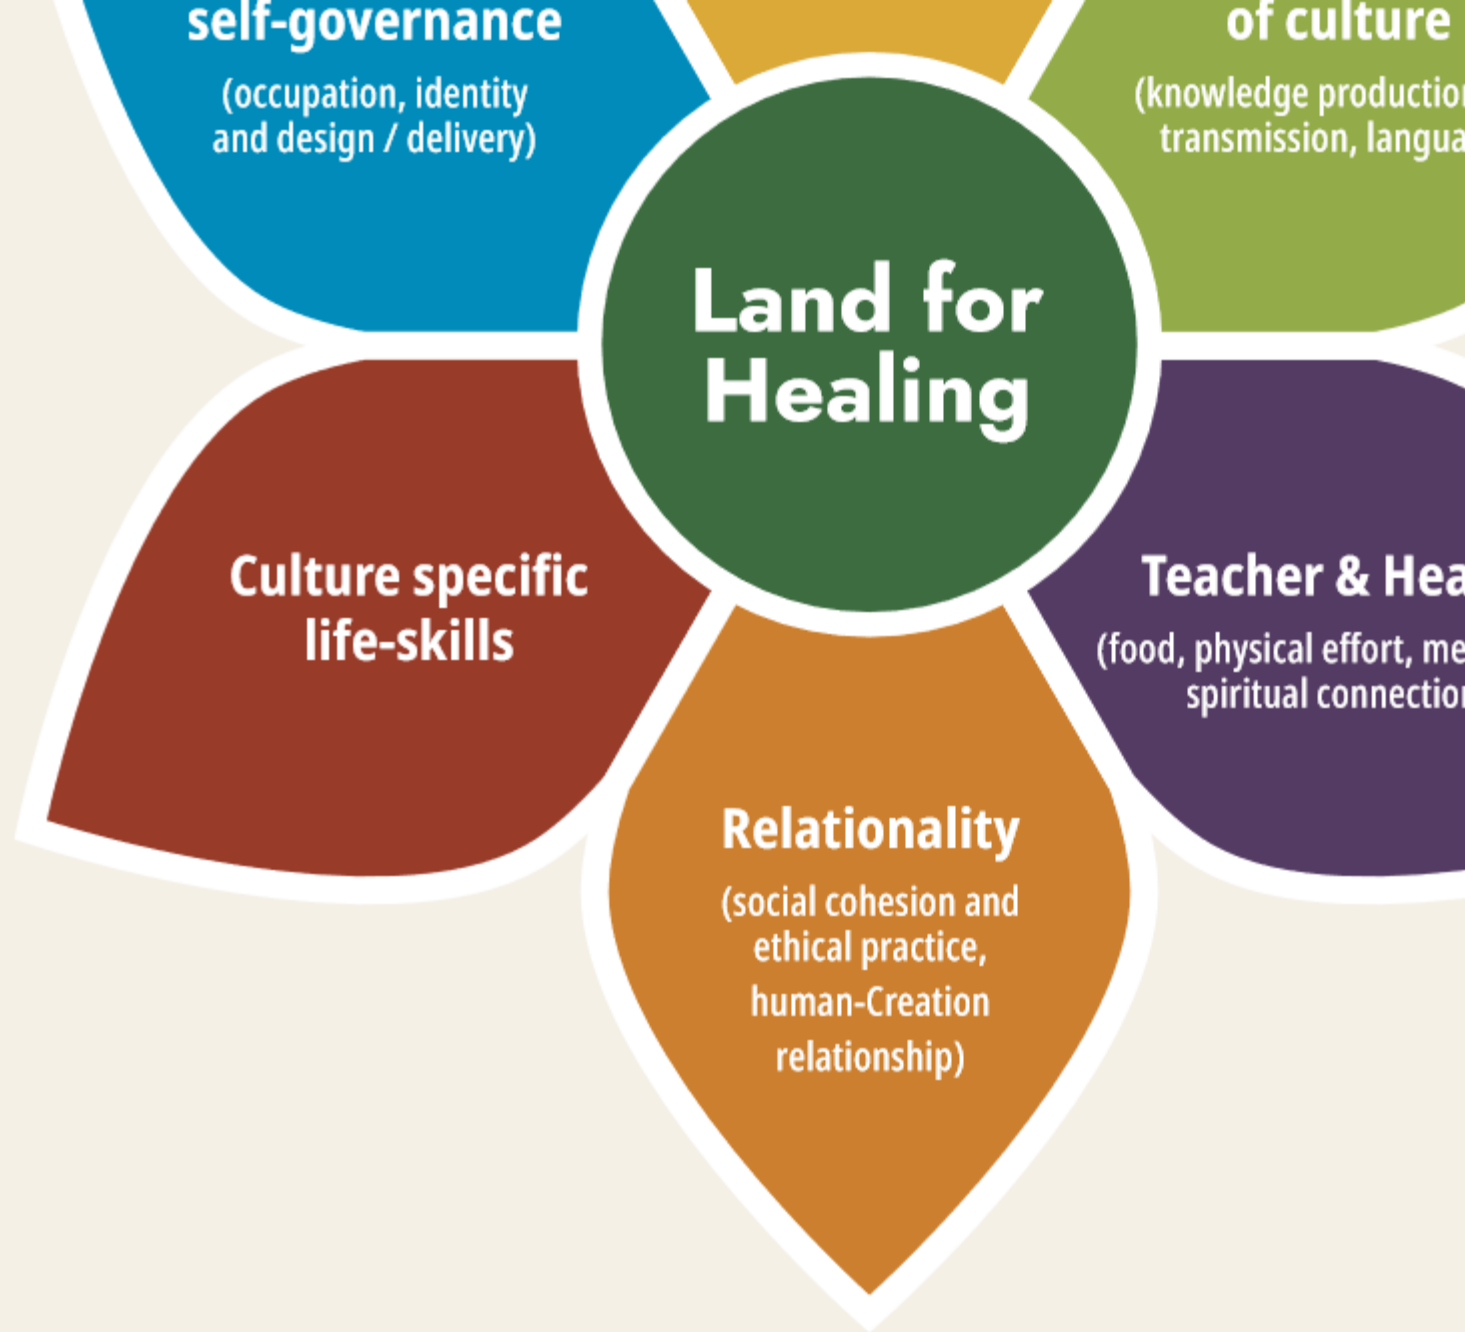 self-governance
(occupation, identity
and design / delivery)
of culture
(knowledge
transmission,
Land for
Healing
Culture specific
life-skills
Teacher &
(food, physical effort,
spiritual
Relationality
(social cohesion and
ethical practice,
human-Creation
relationship)